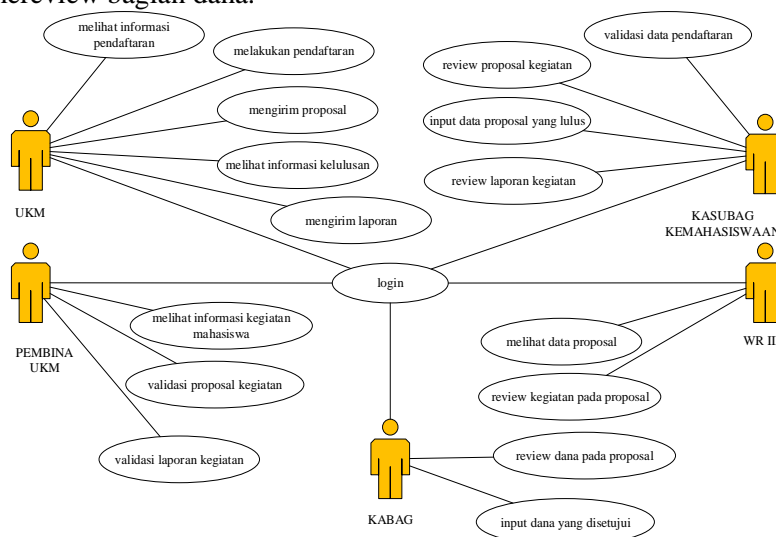 mereview bagian dana.
melihat informasi
pendaftaran
melakukan pendaftaran
mengirim proposal
melihat informasi kelulusan
mengirim laporan
UKM
validasi data pendaftaran
review proposal kegiatan
input data proposal yang lulus
review laporan kegiatan
KASUBAG
KEMAHASISWAAN
login
PEMBINA
UKM
melihat informasi kegiatan
mahasiswa
validasi proposal kegiatan
validasi laporan kegiatan
WR II
melihat data proposal
review kegiatan pada proposal
KABAG
review dana pada proposal
input dana yang disetujui